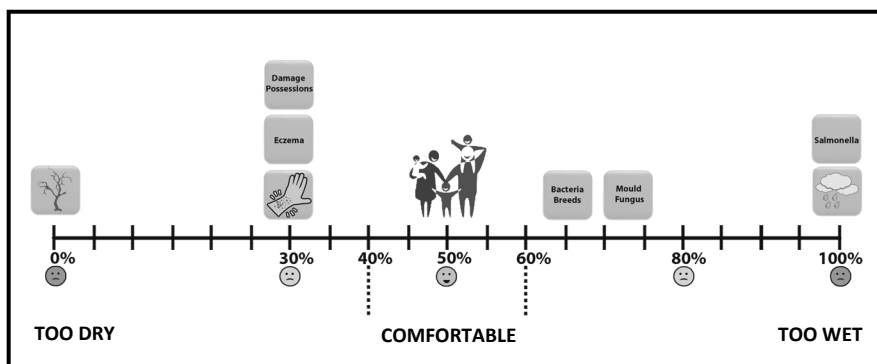 Damage
Possessions
Eczema
Salmonella
Bacteria
Breeds
Mould
Fungus
0% 30% 40% 50% 60% 80% 100%
TOO DRY COMFORTABLE TOO WET